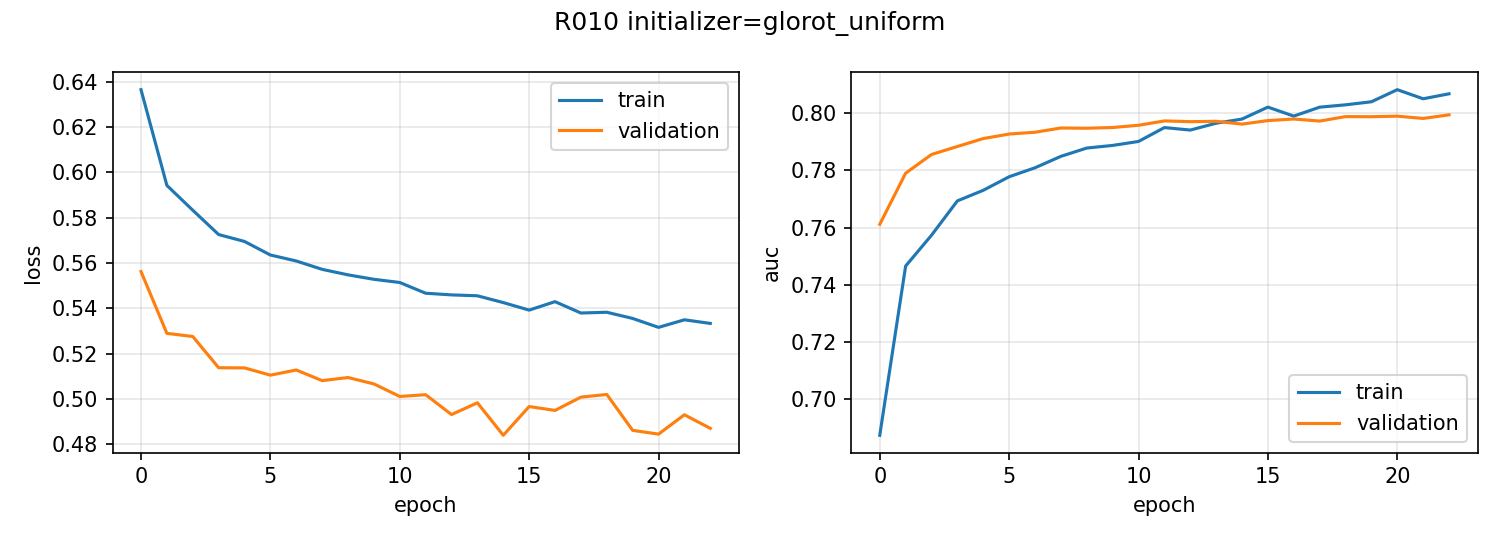 R010 initializer=glorot_uniform
0.64
0.62
0.60
0.58
0.56
0.54
0.52
0.50
0.48
loss
train
validation
0 5 10 15 20
epoch
0.80
0.78
0.76
0.74
0.72
0.70
auc
train
validation
0 5 10 15 20
epoch